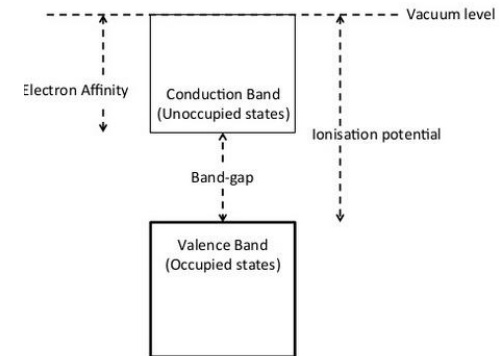 Vacuum level
Electron Affinity
Conduction Band
(Unoccupied states)
Ionisation potential
Band-gap
Valence Band
(Occupied states)